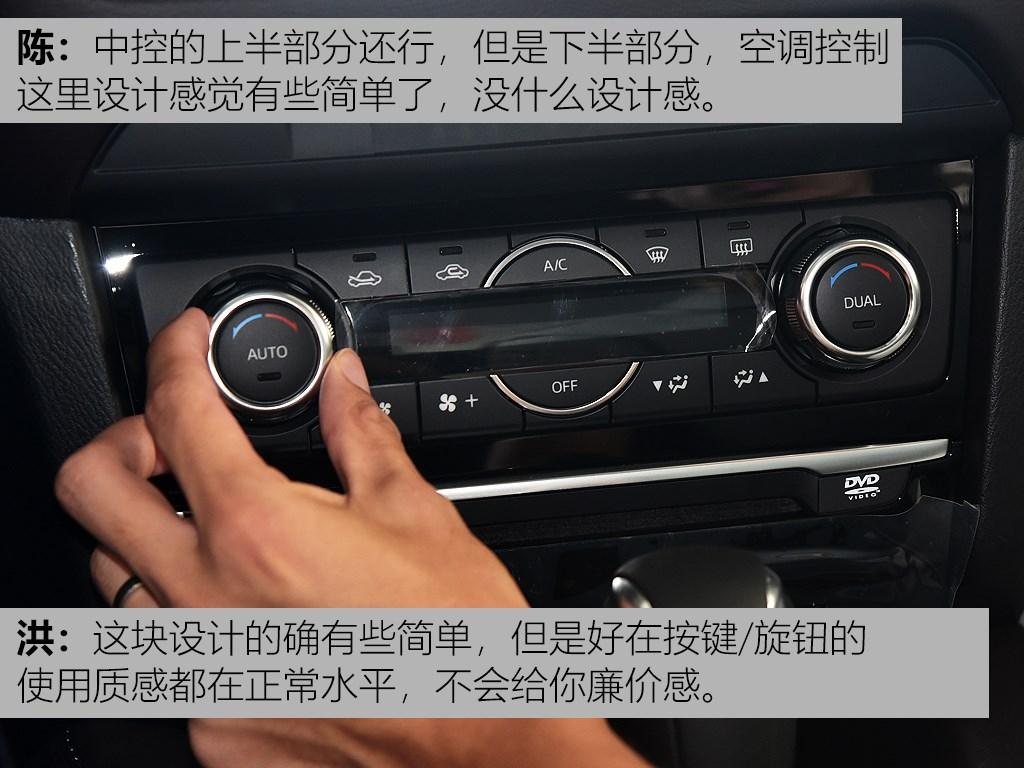 陈：中控的上半部分还行，但是下半部分，空调控制
这里设计感觉有些简单了，没什么设计感。
A/C
DUAL
AUTO
OFF
DVD
VIDEO
洪：这块设计的确有些简单，但是好在按键/旋钮的
使用质感都在正常水平，不会给你廉价感。